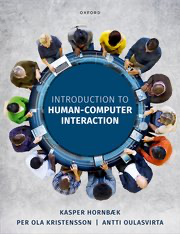 OXFORD
INTRODUCTION TO
HUMAN-COMPUTER
INTERACTION
KASPER HORNBÆK
PER OLA KRISTENSSON | ANTTI OULASVIRTA